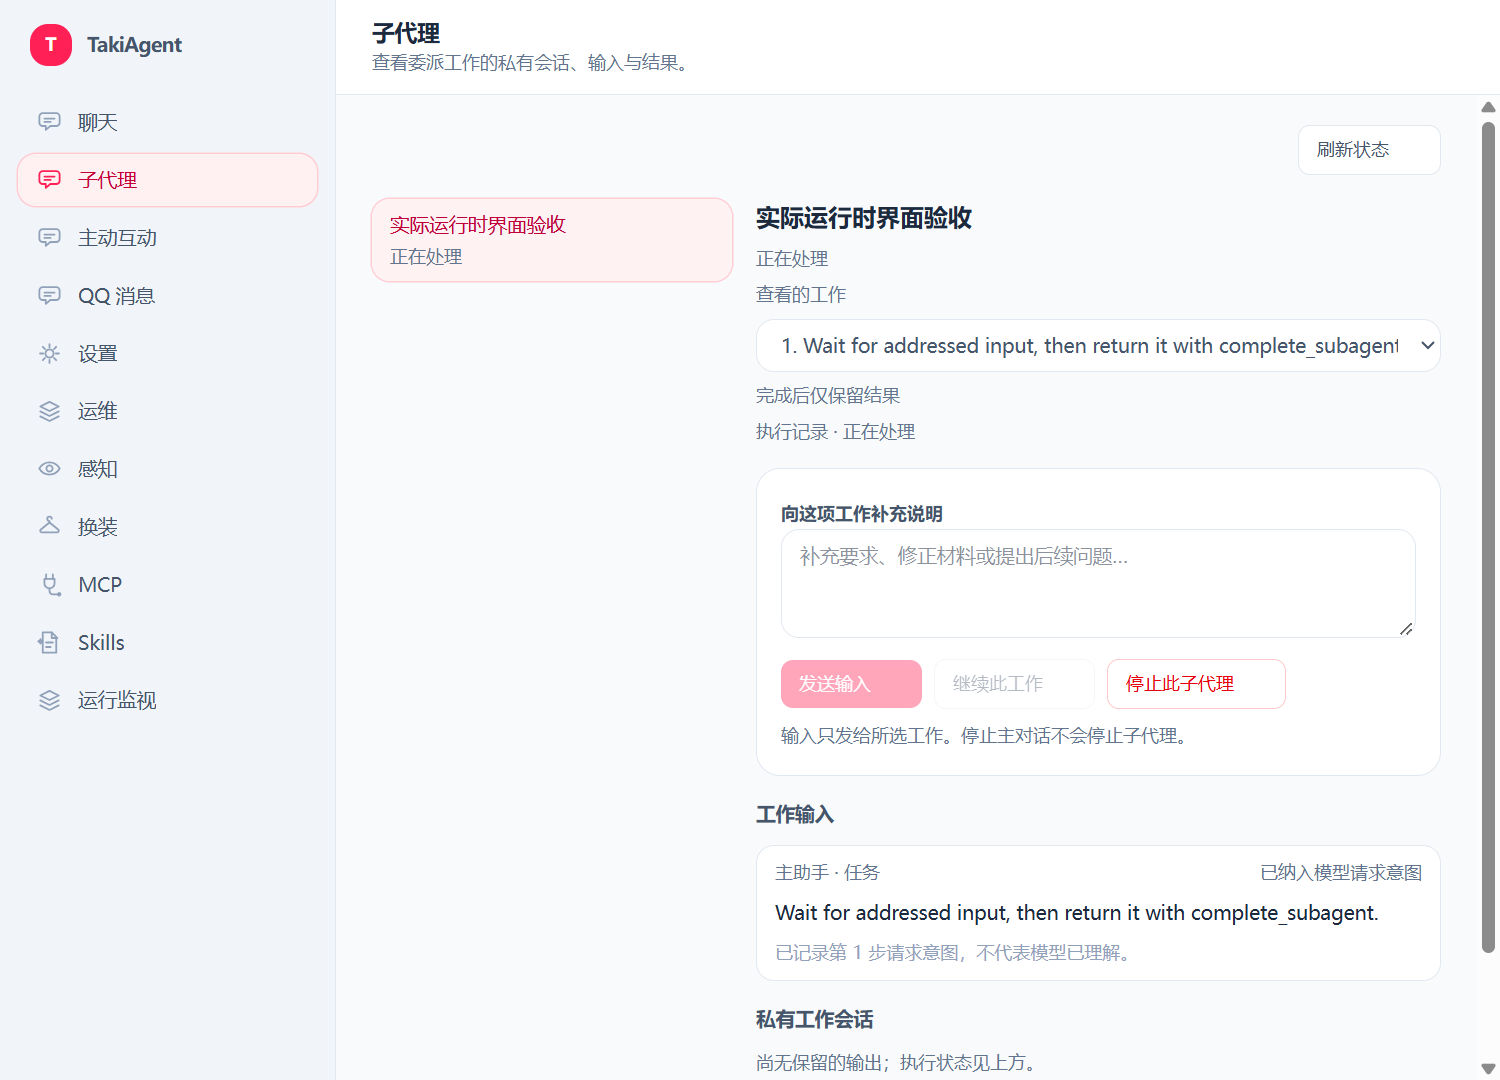 T TakiAgent
聊天
子代理
主动互动
QQ 消息
设置
运维
感知
换装
MCP
Skills
运行监视
子代理
查看委派工作的私有会话、输入与结果。
刷新状态
实际运行时界面验收
正在处理
实际运行时界面验收
正在处理
查看的工作
1. Wait for addressed input, then return it with complete_subagent
完成后仅保留结果
执行记录 · 正在处理
向这项工作补充说明
补充要求、修正材料或提出后续问题...
发送输入 继续此工作 停止此子代理
输入只发给所选工作。停止主对话不会停止子代理。
工作输入
主助手 · 任务 已纳入模型请求意图
Wait for addressed input, then return it with complete_subagent.
已记录第 1 步请求意图，不代表模型已理解。
私有工作会话
尚无保留的输出；执行状态见上方。